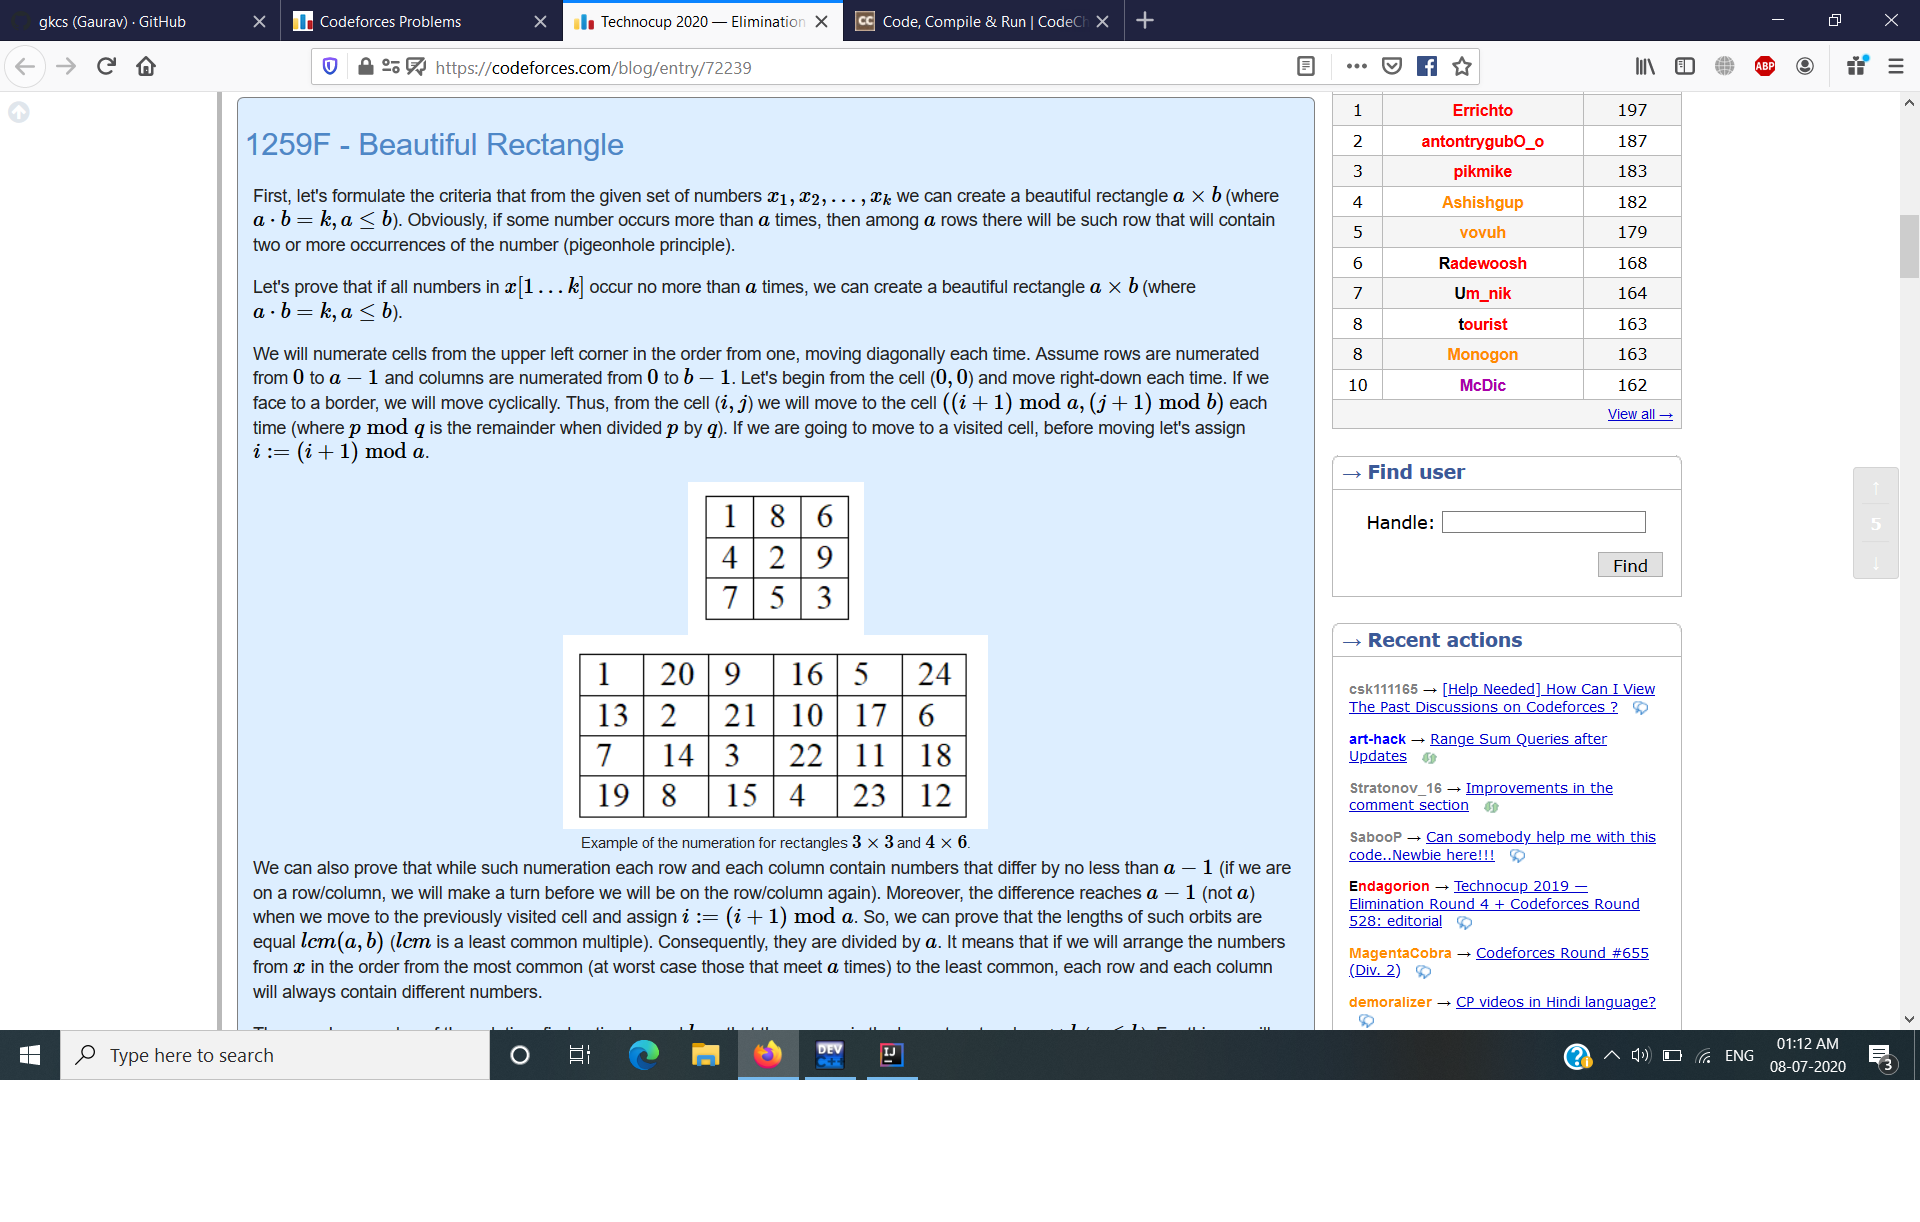 gkcs (Gaurav) · GitHub
Codeforces Problems
Technocup 2020 — Elimination
Code, Compile & Run | CodeCh
https://codeforces.com/blog/entry/72239
ABP
1259F - Beautiful Rectangle
First, let's formulate the criteria that from the given set of numbers x₁, x₂, . . . , xₖ we can create a beautiful rectangle a × b (where
a · b = k, a ≤ b). Obviously, if some number occurs more than a times, then among a rows there will be such row that will contain
two or more occurrences of the number (pigeonhole principle).
Let's prove that if all numbers in x[1 . . . k] occur no more than a times, we can create a beautiful rectangle a × b (where
a · b = k, a ≤ b).
We will numerate cells from the upper left corner in the order from one, moving diagonally each time. Assume rows are numerated
from 0 to a − 1 and columns are numerated from 0 to b − 1. Let's begin from the cell (0, 0) and move right-down each time. If we
face to a border, we will move cyclically. Thus, from the cell (i, j) we will move to the cell ((i + 1) mod a, (j + 1) mod b) each
time (where p mod q is the remainder when divided p by q). If we are going to move to a visited cell, before moving let's assign
i := (i + 1) mod a.
1 8 6
4 2 9
7 5 3
1 20 9 16 5 24
13 2 21 10 17 6
7 14 3 22 11 18
19 8 15 4 23 12
Example of the numeration for rectangles 3 × 3 and 4 × 6.
We can also prove that while such numeration each row and each column contain numbers that differ by no less than a − 1 (if we are
on a row/column, we will make a turn before we will be on the row/column again). Moreover, the difference reaches a − 1 (not a)
when we move to the previously visited cell and assign i := (i + 1) mod a. So, we can prove that the lengths of such orbits are
equal lcm(a, b) (lcm is a least common multiple). Consequently, they are divided by a. It means that if we will arrange the numbers
from x in the order from the most common (at worst case those that meet a times) to the least common, each row and each column
will always contain different numbers.
1 Errichto 197
2 antontrygubO_o 187
3 pikmike 183
4 Ashishgup 182
5 vovuh 179
6 Radewoosh 168
7 Um_nik 164
8 tourist 163
8 Monogon 163
10 McDic 162
View all →
→ Find user
Handle:
Find
→ Recent actions
csk111165 → [Help Needed] How Can I View
The Past Discussions on Codeforces ?
art-hack → Range Sum Queries after
Updates
Stratonov_16 → Improvements in the
comment section
SabooP → Can somebody help me with this
code..Newbie here!!!
Endagorion → Technocup 2019 —
Elimination Round 4 + Codeforces Round
528: editorial
MagentaCobra → Codeforces Round #655
(Div. 2)
demoralizer → CP videos in Hindi language?
↑
5
↓
Type here to search
DEV
C++
IJ
ENG
01:12 AM
08-07-2020
3